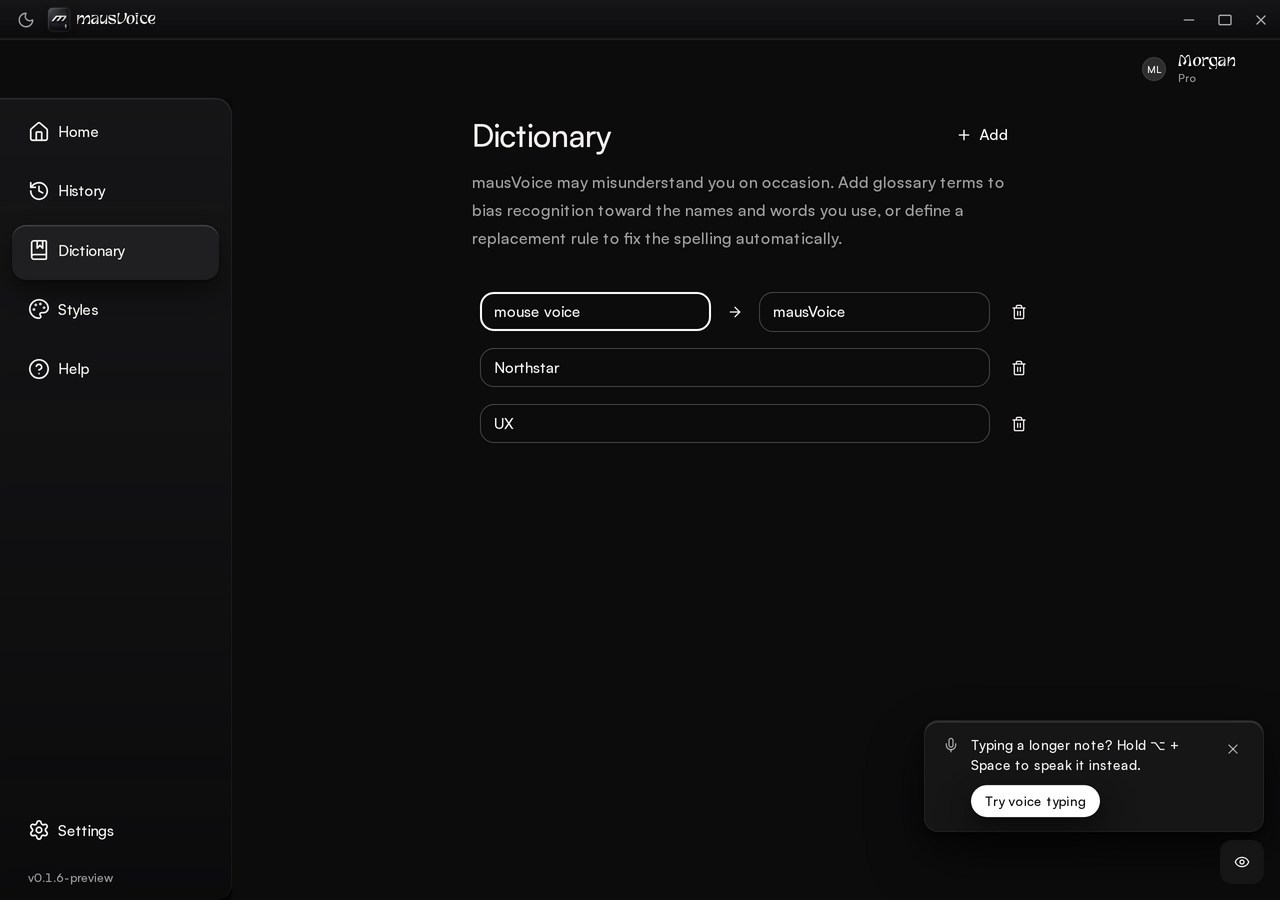 mausVoice
ML
Morgan
Pro
Home
History
Dictionary
Styles
Help
Settings
v0.1.6-preview
Dictionary
Add
mausVoice may misunderstand you on occasion. Add glossary terms to
bias recognition toward the names and words you use, or define a
replacement rule to fix the spelling automatically.
mouse voice → mausVoice
Northstar
UX
Typing a longer note? Hold ⌥ +
Space to speak it instead.
Try voice typing